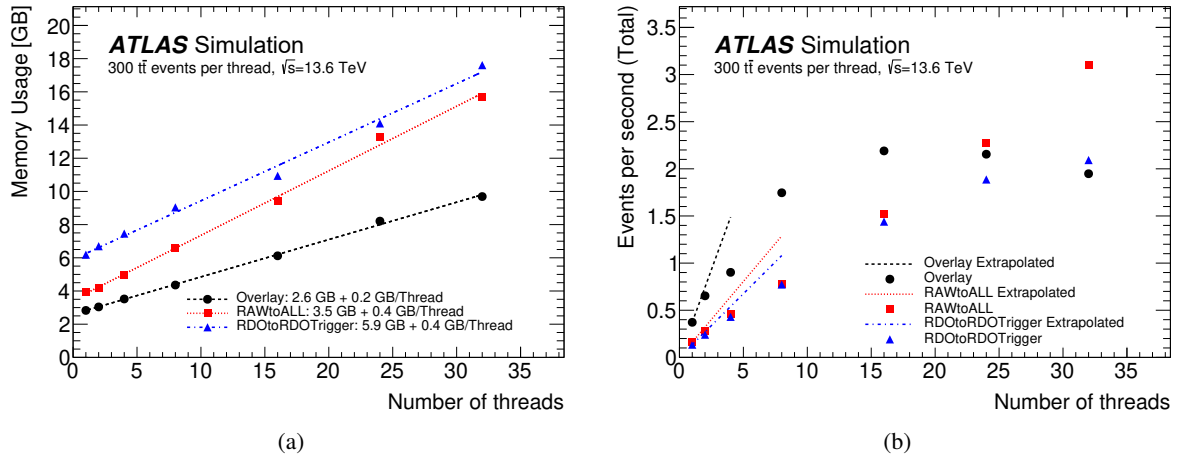 ATLAS Simulation
300 tt̄ events per thread, √s=13.6 TeV
Memory Usage [GB]
20
18
16
14
12
10
8
6
4
2
0
Overlay: 2.6 GB + 0.2 GB/Thread
RAWtoALL: 3.5 GB + 0.4 GB/Thread
RDOtoRDOTrigger: 5.9 GB + 0.4 GB/Thread
0 5 10 15 20 25 30 35
Number of threads
(a)
ATLAS Simulation
300 tt̄ events per thread, √s=13.6 TeV
Events per second (Total)
3.5
3
2.5
2
1.5
1
0.5
0
Overlay Extrapolated
Overlay
RAWtoALL Extrapolated
RAWtoALL
RDOtoRDOTrigger Extrapolated
RDOtoRDOTrigger
0 5 10 15 20 25 30 35
Number of threads
(b)